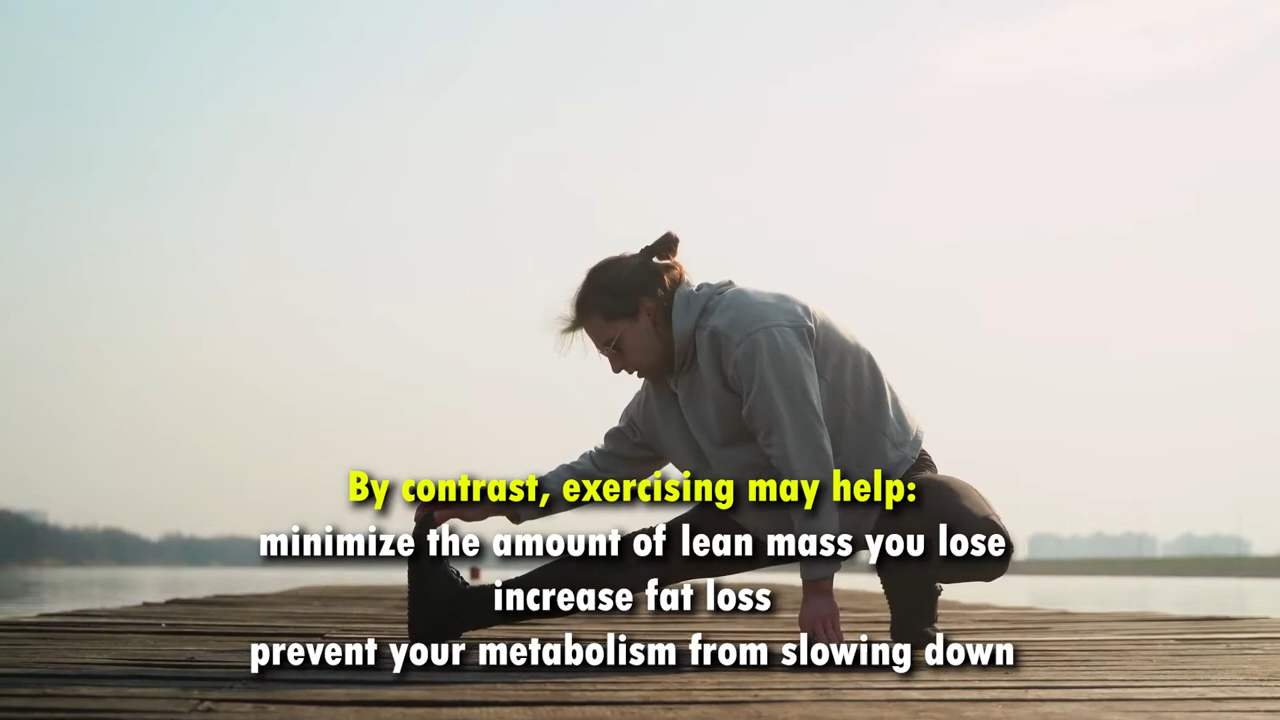 By contrast, exercising may help:
minimize the amount of lean mass you lose
increase fat loss
prevent your metabolism from slowing down